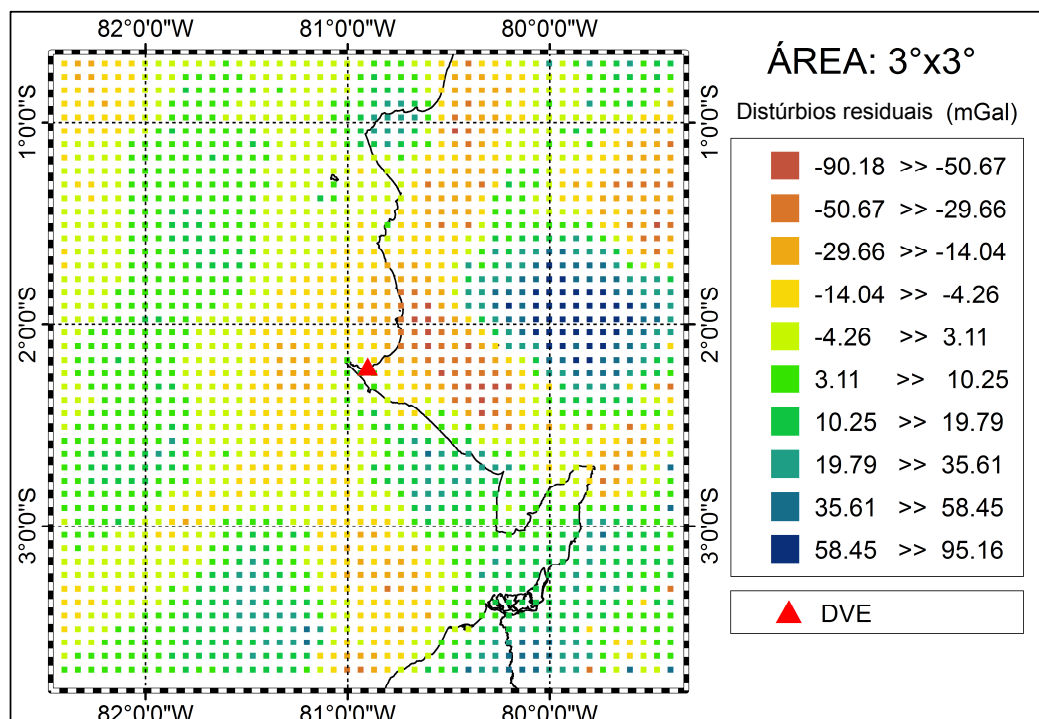 82°0'0"W 81°0'0"W 80°0'0"W
1°0'0"S 1°0'0"S
2°0'0"S 2°0'0"S
3°0'0"S 3°0'0"S
82°0'0"W 81°0'0"W 80°0'0"W
ÁREA: 3°x3°
Distúrbios residuais (mGal)
-90.18 >> -50.67
-50.67 >> -29.66
-29.66 >> -14.04
-14.04 >> -4.26
-4.26 >> 3.11
3.11 >> 10.25
10.25 >> 19.79
19.79 >> 35.61
35.61 >> 58.45
58.45 >> 95.16
DVE